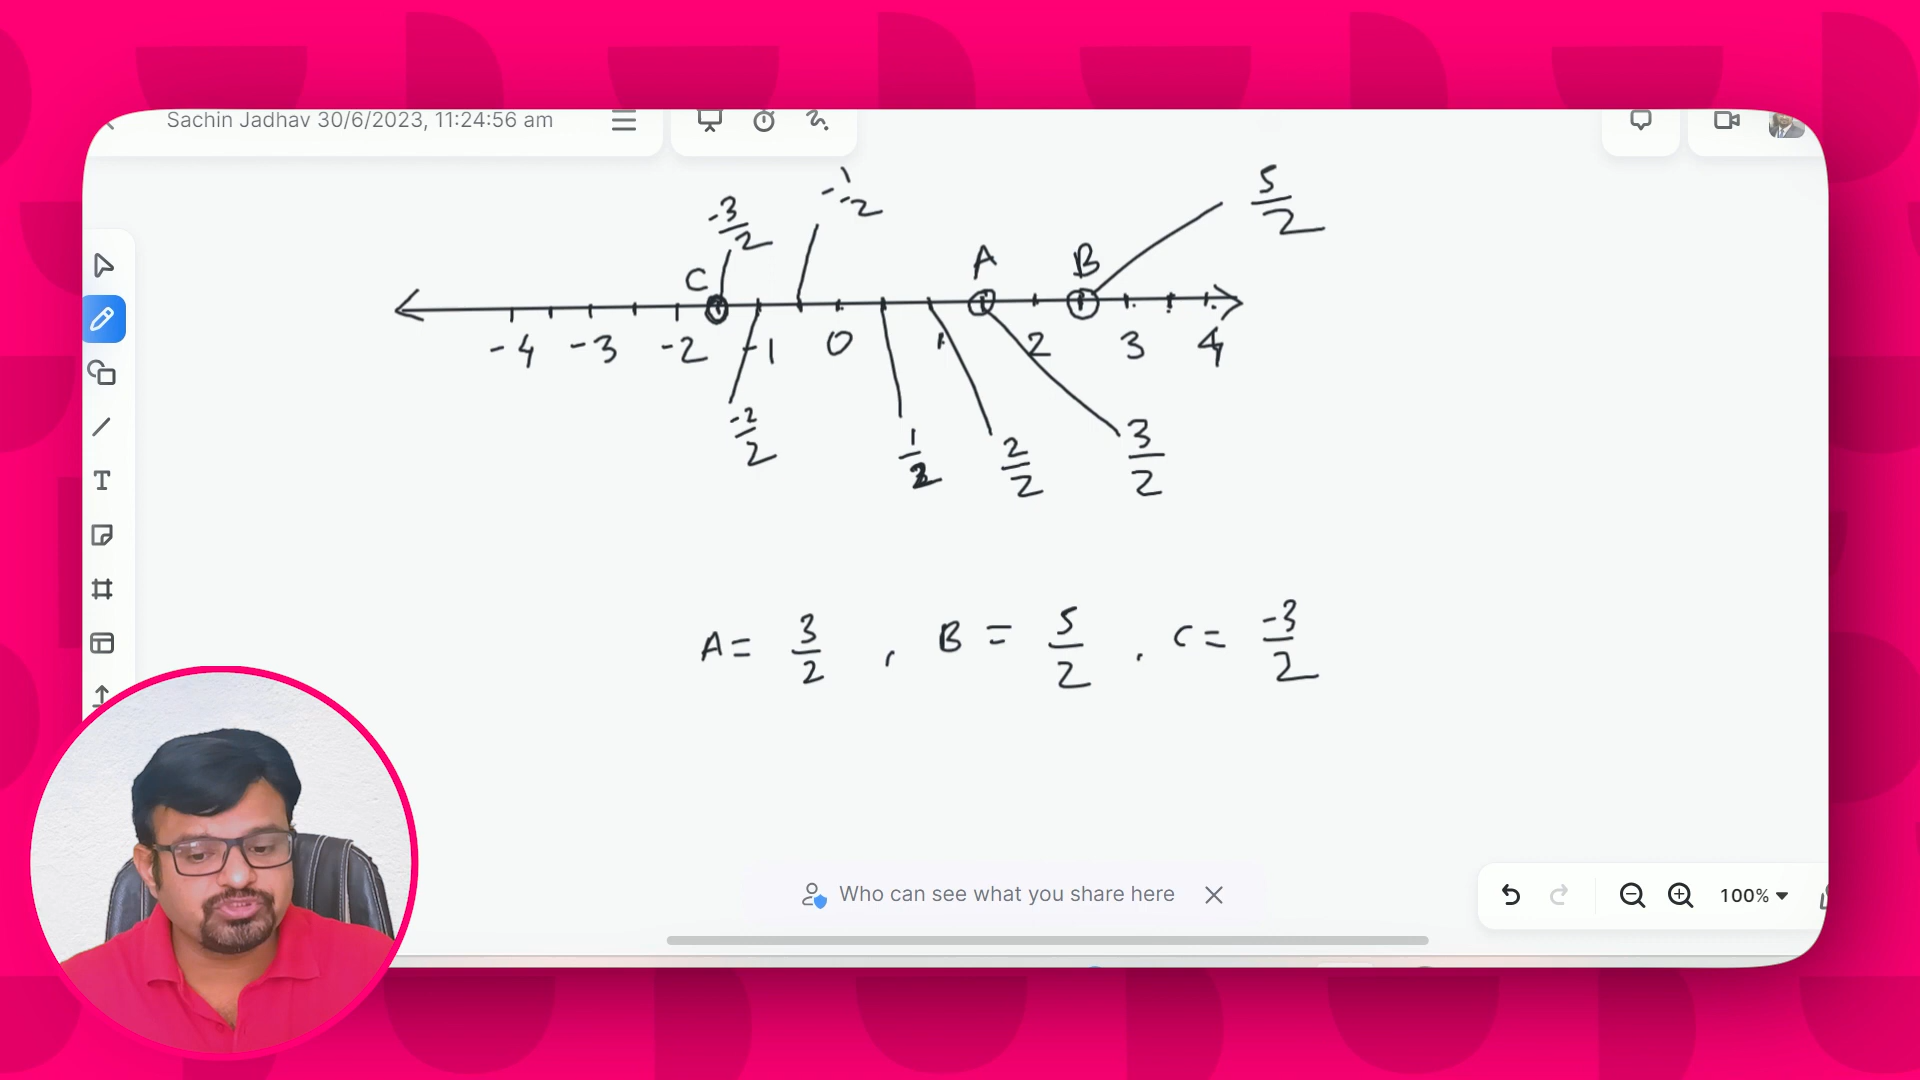 Sachin Jadhav 30/6/2023, 11:24:56 am
-3/2 -1/2 5/2
C A B
-4 -3 -2 -1 0 1 2 3 4
-2/2 1/2 2/2 3/2
A = 3/2 , B = 5/2 , C = -3/2
T
Who can see what you share here
100%